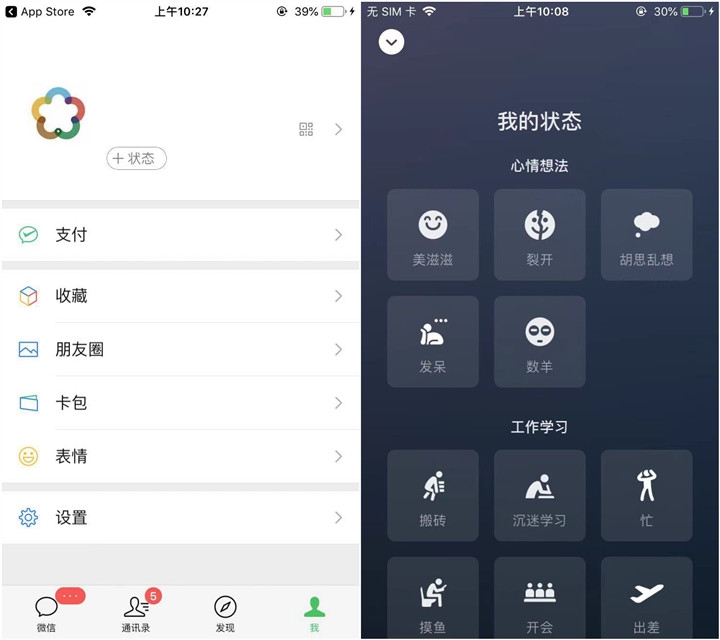 App Store
上午10:27
39%
+ 状态
支付
收藏
朋友圈
卡包
表情
设置
微信
...
通讯录
5
发现
我
无 SIM 卡
上午10:08
30%
我的状态
心情想法
美滋滋
裂开
胡思乱想
发呆
数羊
工作学习
搬砖
沉迷学习
忙
摸鱼
开会
出差